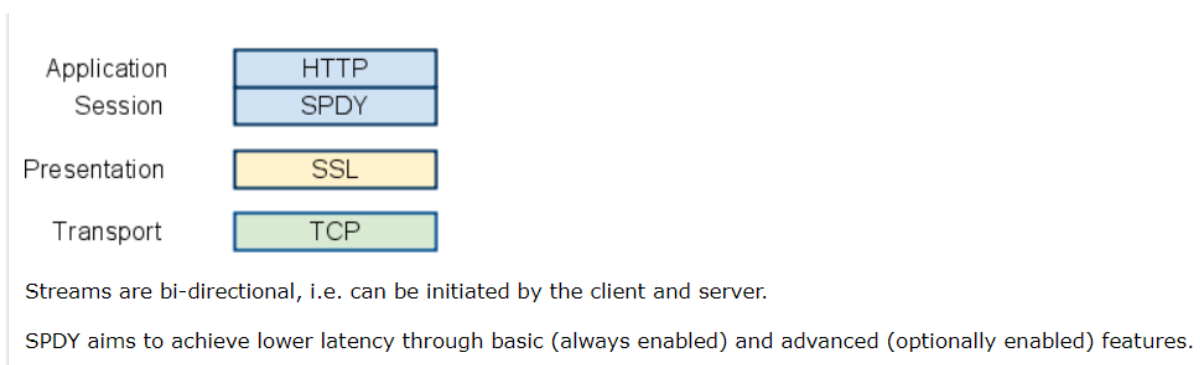 Application HTTP
Session SPDY
Presentation SSL
Transport TCP
Streams are bi-directional, i.e. can be initiated by the client and server.
SPDY aims to achieve lower latency through basic (always enabled) and advanced (optionally enabled) features.